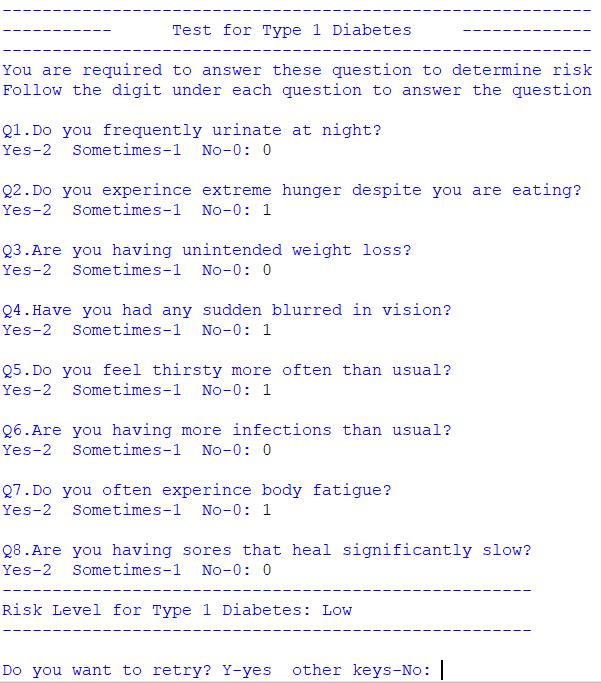 -----------------------------------------------------------
-----------      Test for Type 1 Diabetes     -------------
-----------------------------------------------------------
You are required to answer these question to determine risk
Follow the digit under each question to answer the question
Q1.Do you frequently urinate at night?
Yes-2  Sometimes-1  No-0: 0
Q2.Do you experince extreme hunger despite you are eating?
Yes-2  Sometimes-1  No-0: 1
Q3.Are you having unintended weight loss?
Yes-2  Sometimes-1  No-0: 0
Q4.Have you had any sudden blurred in vision?
Yes-2  Sometimes-1  No-0: 1
Q5.Do you feel thirsty more often than usual?
Yes-2  Sometimes-1  No-0: 1
Q6.Are you having more infections than usual?
Yes-2  Sometimes-1  No-0: 0
Q7.Do you often experince body fatigue?
Yes-2  Sometimes-1  No-0: 1
Q8.Are you having sores that heal significantly slow?
Yes-2  Sometimes-1  No-0: 0
-----------------------------------------------------
Risk Level for Type 1 Diabetes: Low
-----------------------------------------------------
Do you want to retry? Y-yes  other keys-No: